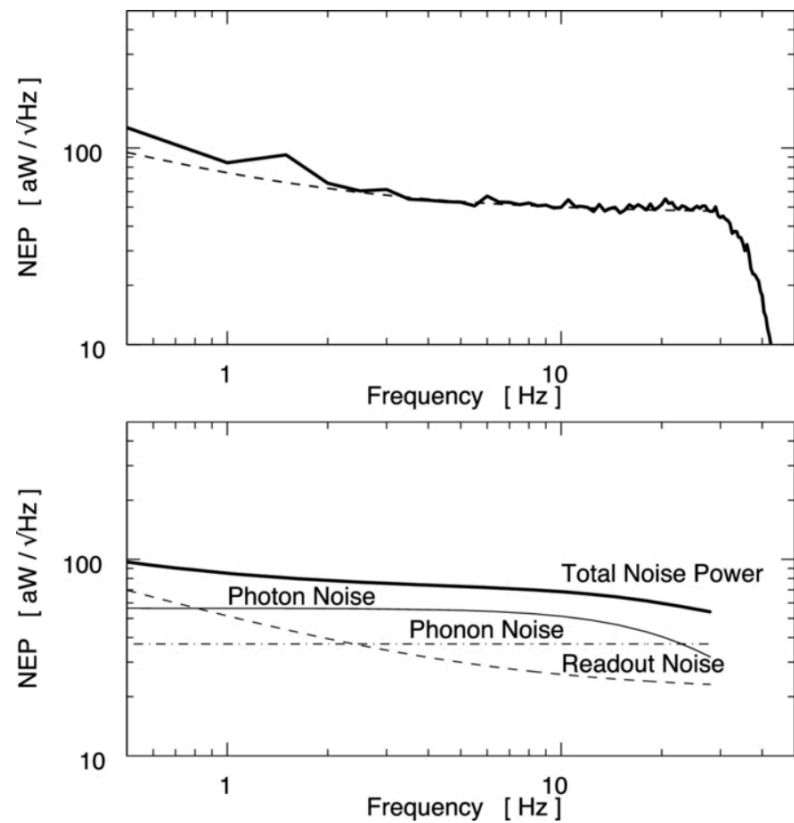 NEP [ aW / √Hz ]
100
10
1
10
Frequency [ Hz ]
NEP [ aW / √Hz ]
100
10
Total Noise Power
Photon Noise
Phonon Noise
Readout Noise
1
10
Frequency [ Hz ]